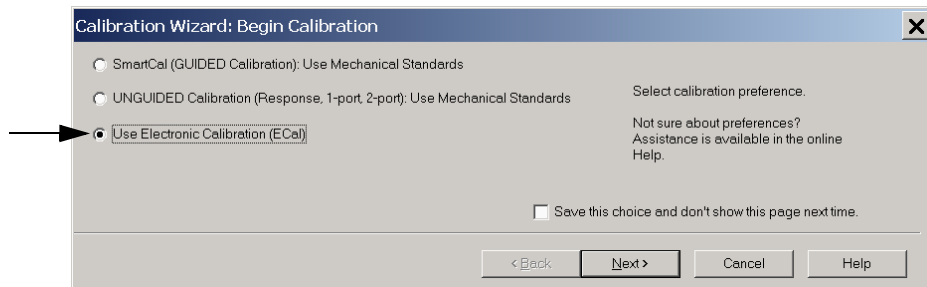 Calibration Wizard: Begin Calibration
SmartCal (GUIDED Calibration): Use Mechanical Standards
UNGUIDED Calibration (Response, 1-port, 2-port): Use Mechanical Standards
Use Electronic Calibration (ECal)
Select calibration preference.
Not sure about preferences?
Assistance is available in the online
Help.
Save this choice and don't show this page next time.
< Back
Next >
Cancel
Help